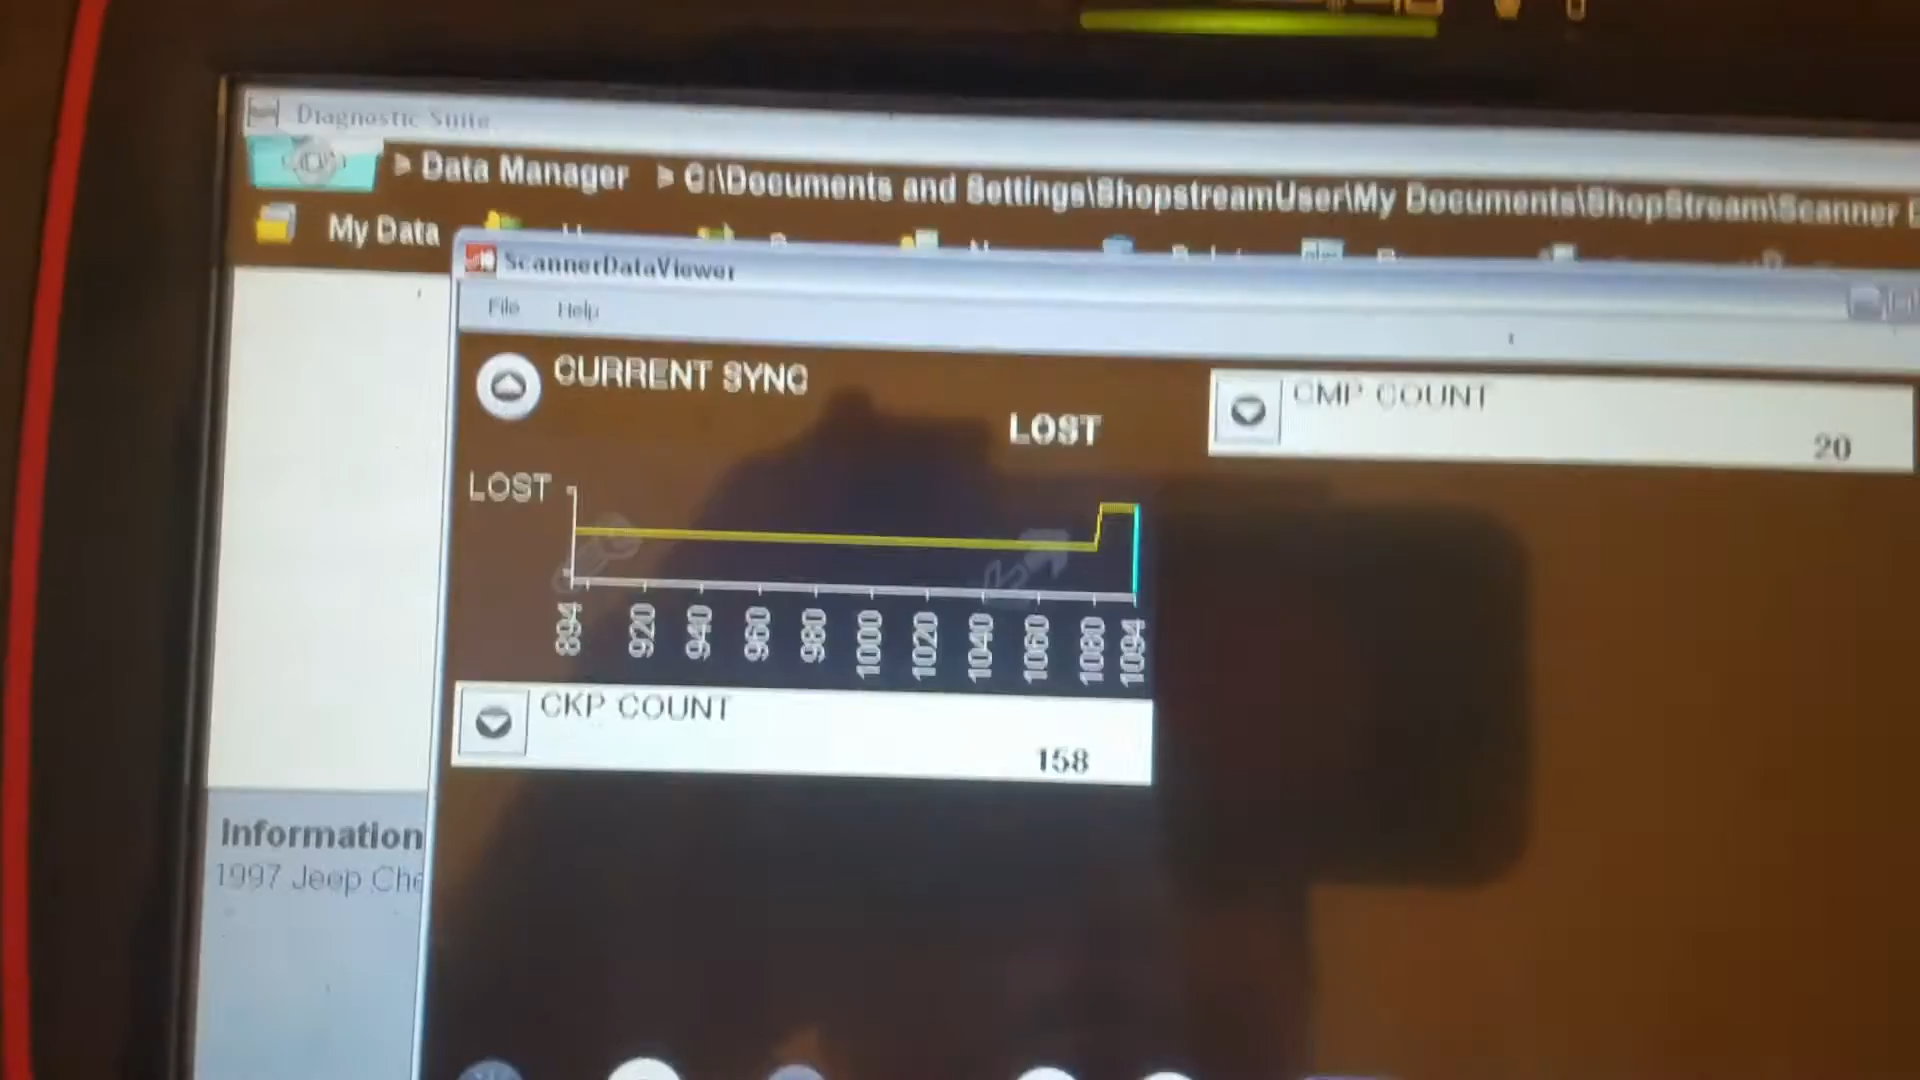 Diagnostic Suite
> Data Manager > C:\Documents and Settings\ShopstreamUser\My Documents\ShopStream\Scanner
My Data
ScannerDataViewer
File Help
CURRENT SYNC
LOST
CMP COUNT
20
LOST
894 920 940 960 980 1000 1020 1040 1060 1080 1094
CKP COUNT
158
Information
1997 Jeep Che